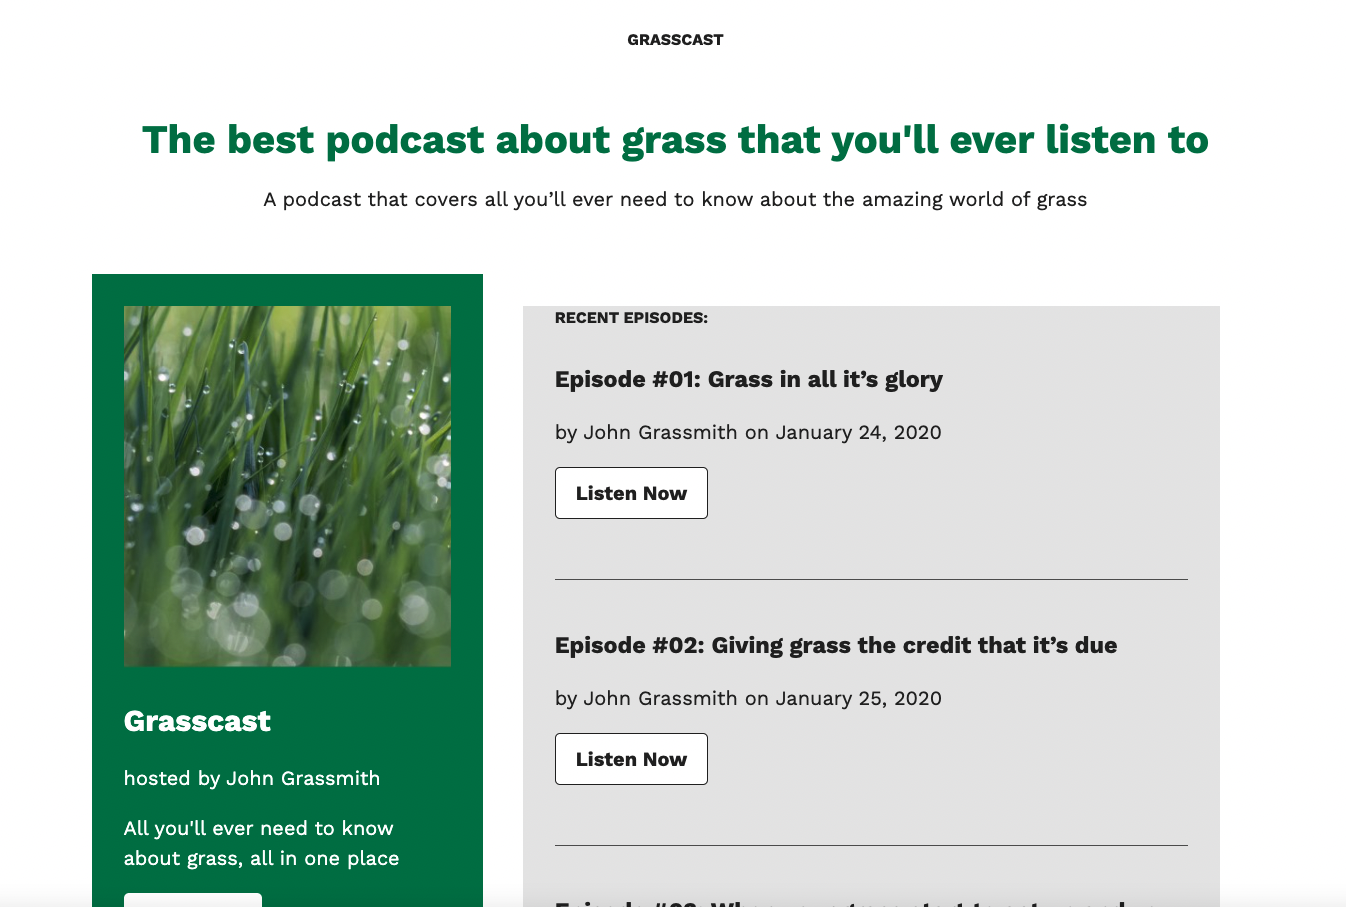 GRASSCAST
The best podcast about grass that you'll ever listen to
A podcast that covers all you’ll ever need to know about the amazing world of grass
Grasscast
hosted by John Grassmith
All you'll ever need to know
about grass, all in one place
RECENT EPISODES:
Episode #01: Grass in all it’s glory
by John Grassmith on January 24, 2020
Listen Now
Episode #02: Giving grass the credit that it’s due
by John Grassmith on January 25, 2020
Listen Now